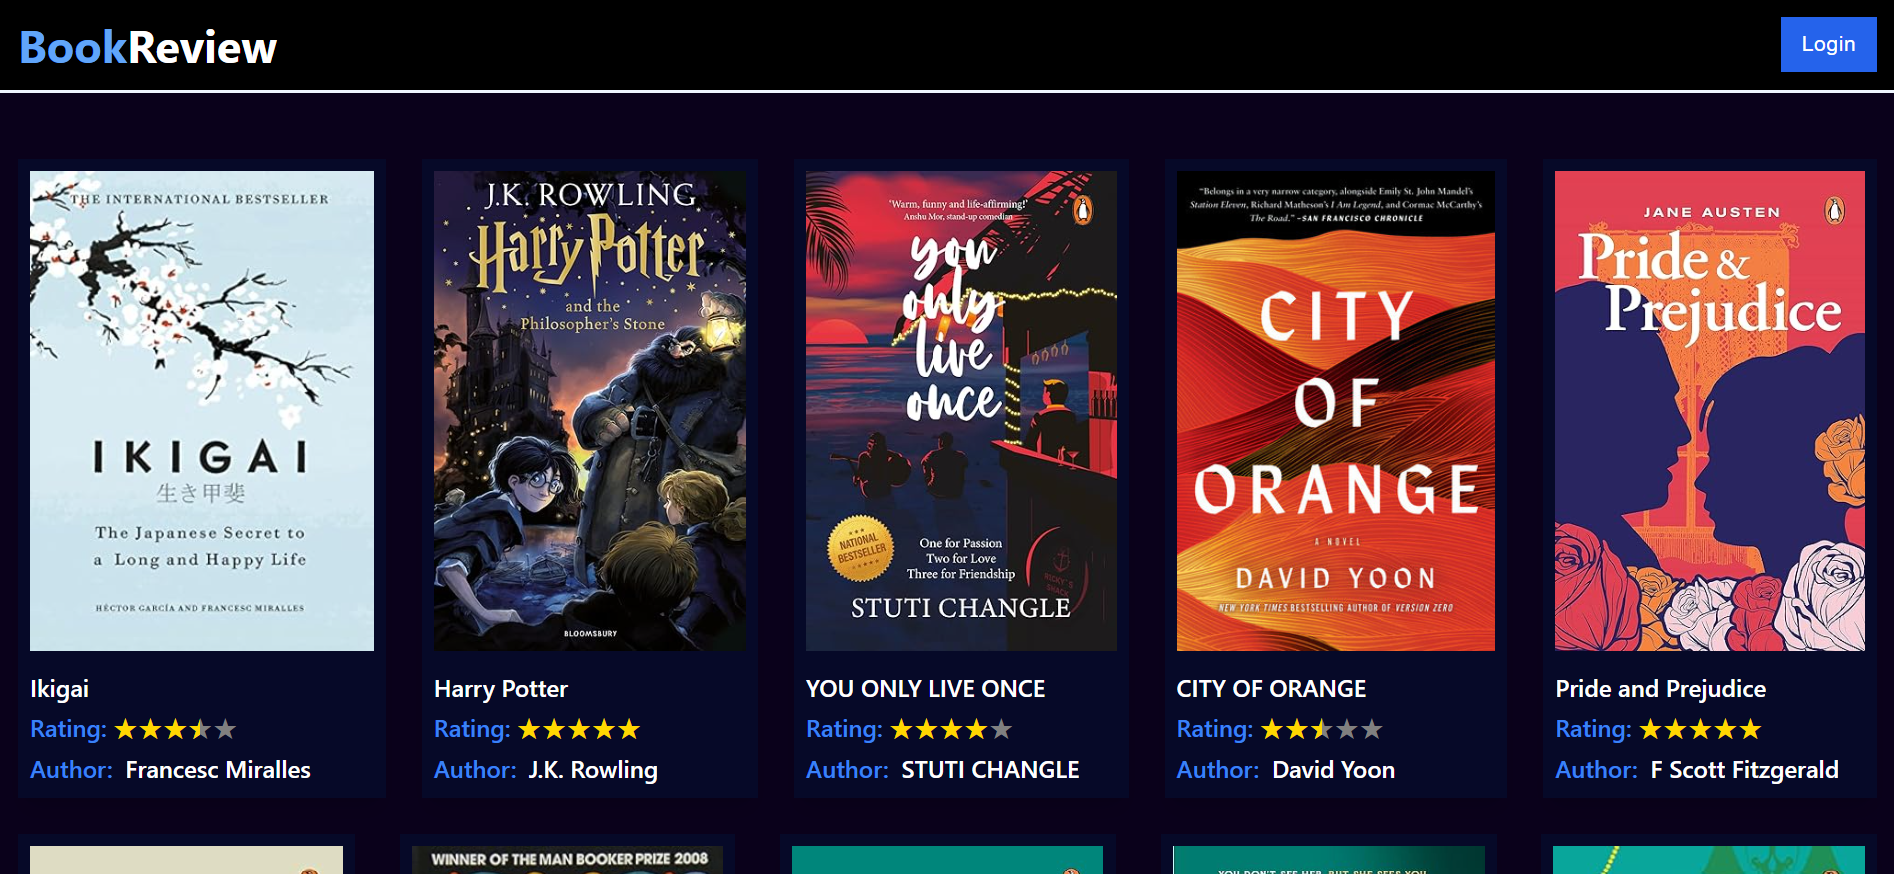 BookReview
Login
THE INTERNATIONAL BESTSELLER
IKIGAI
生き甲斐
The Japanese Secret to
a Long and Happy Life
HÉCTOR GARCÍA AND FRANCESC MIRALLES
Ikigai
Rating:
Author: Francesc Miralles
J.K. ROWLING
Harry Potter
and the
Philosopher's Stone
BLOOMSBURY
Harry Potter
Rating:
Author: J.K. Rowling
'Warm, funny and life-affirming!'
Anshu Mor, stand-up comedian
you
only
live
once
NATIONAL
BESTSELLER
One for Passion
Two for Love
Three for Friendship
RICKY'S
SHACK
STUTI CHANGLE
YOU ONLY LIVE ONCE
Rating:
Author: STUTI CHANGLE
"Belongs in a very narrow category, alongside Emily St. John Mandel's
Station Eleven, Richard Matheson's I Am Legend, and Cormac McCarthy's
The Road." –SAN FRANCISCO CHRONICLE
CITY
OF
ORANGE
A NOVEL
DAVID YOON
NEW YORK TIMES BESTSELLING AUTHOR OF VERSION ZERO
CITY OF ORANGE
Rating:
Author: David Yoon
JANE AUSTEN
Pride &
Prejudice
Pride and Prejudice
Rating:
Author: F Scott Fitzgerald
WINNER OF THE MAN BOOKER PRIZE 2008
YOU DON'T SEE HER. BUT SHE SEES YOU.